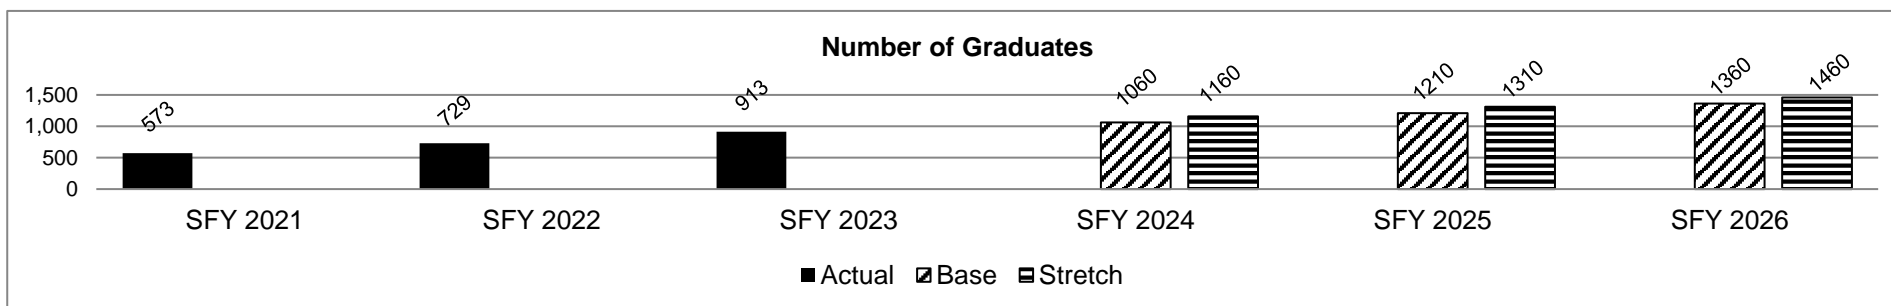 Number of Graduates
573
729
913
1060
1160
1210
1310
1360
1460
1,500
1,000
500
0
SFY 2021
SFY 2022
SFY 2023
SFY 2024
SFY 2025
SFY 2026
Actual
Base
Stretch